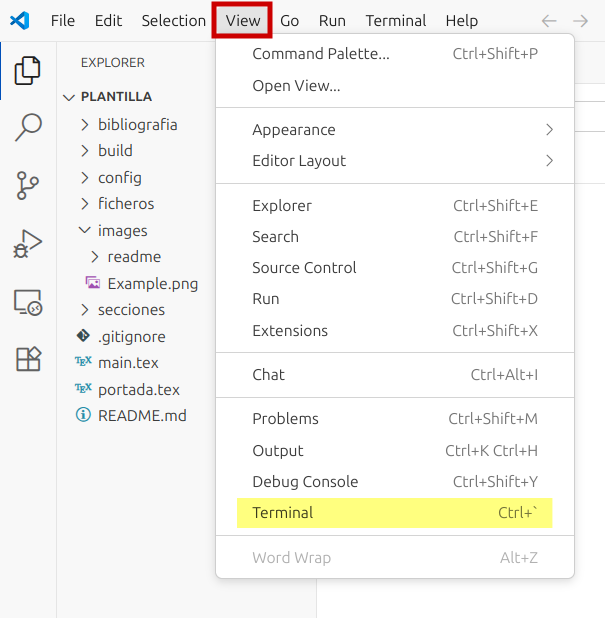 File Edit Selection View Go Run Terminal Help
EXPLORER
PLANTILLA
bibliografia
build
config
ficheros
images
readme
Example.png
secciones
.gitignore
TEX main.tex
TEX portada.tex
README.md
Command Palette... Ctrl+Shift+P
Open View...
Appearance
Editor Layout
Explorer Ctrl+Shift+E
Search Ctrl+Shift+F
Source Control Ctrl+Shift+G
Run Ctrl+Shift+D
Extensions Ctrl+Shift+X
Chat Ctrl+Alt+I
Problems Ctrl+Shift+M
Output Ctrl+K Ctrl+H
Debug Console Ctrl+Shift+Y
Terminal Ctrl+`
Word Wrap Alt+Z